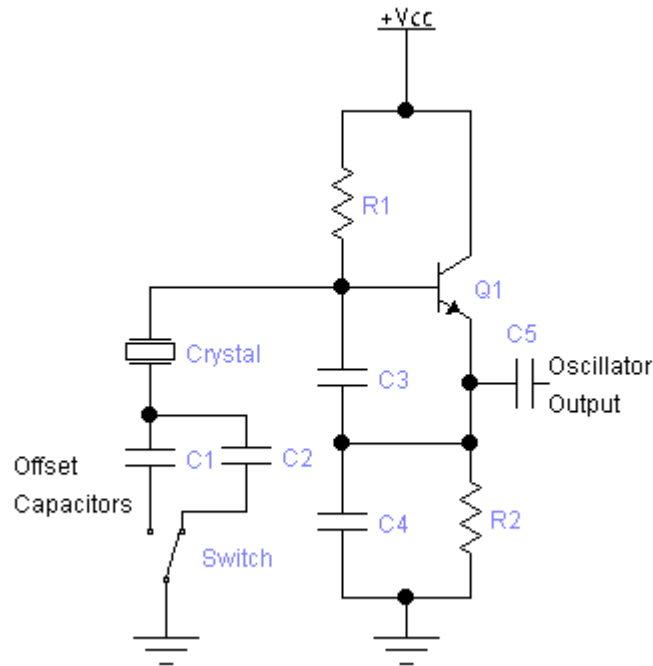 +Vcc
R1
Q1
C5
Crystal
C3
Oscillator
Output
C1
C2
Offset
Capacitors
C4
R2
Switch